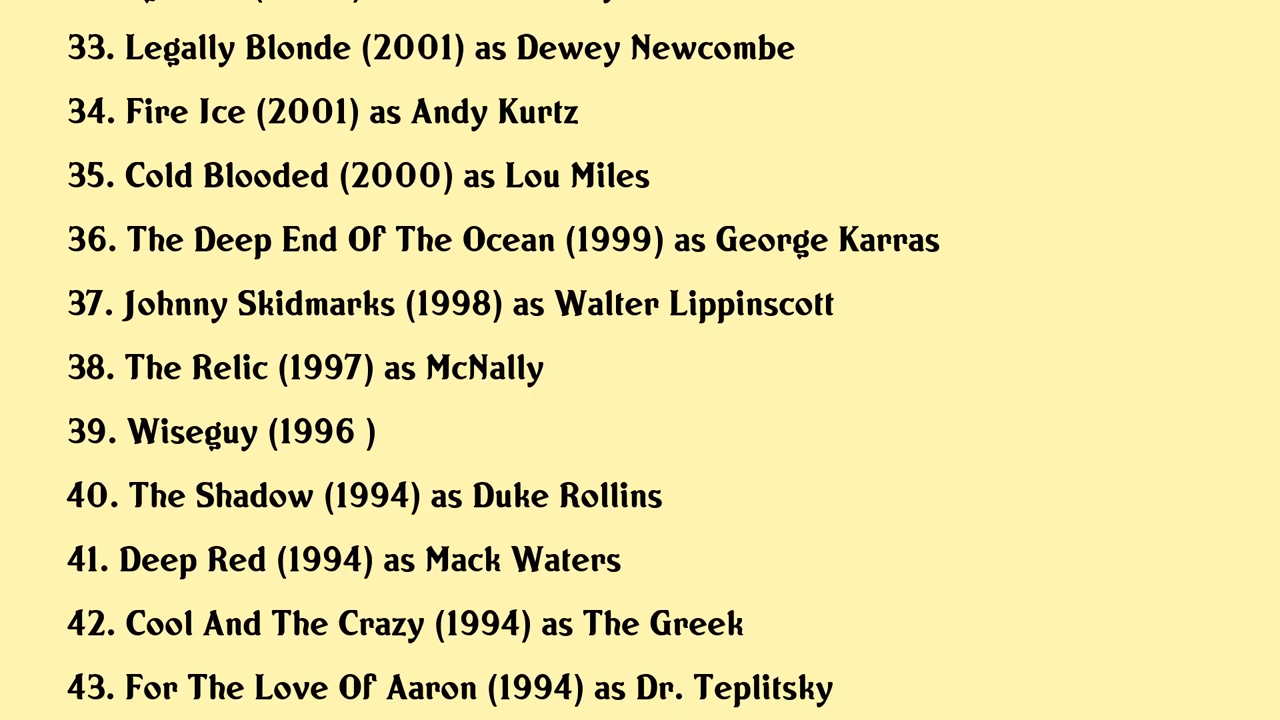 33. Legally Blonde (2001) as Dewey Newcombe
34. Fire Ice (2001) as Andy Kurtz
35. Cold Blooded (2000) as Lou Miles
36. The Deep End Of The Ocean (1999) as George Karras
37. Johnny Skidmarks (1998) as Walter Lippinscott
38. The Relic (1997) as McNally
39. Wiseguy (1996 )
40. The Shadow (1994) as Duke Rollins
41. Deep Red (1994) as Mack Waters
42. Cool And The Crazy (1994) as The Greek
43. For The Love Of Aaron (1994) as Dr. Teplitsky